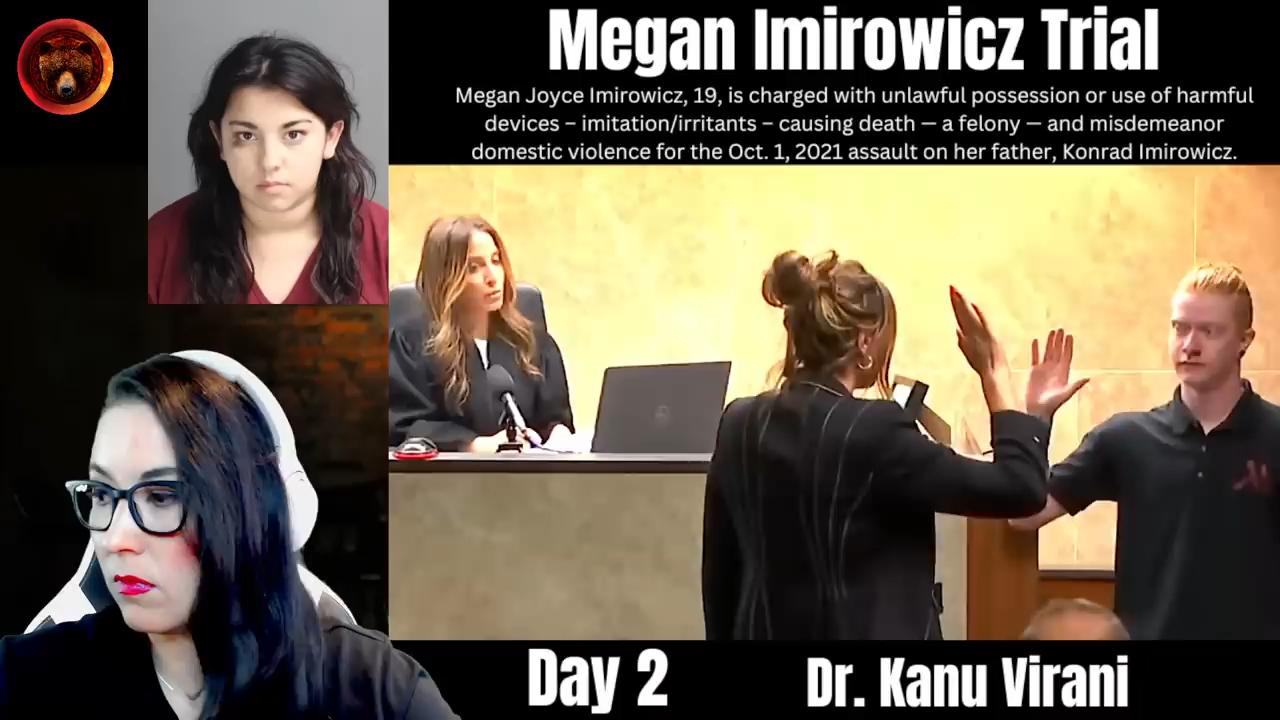 Megan Imirowicz Trial
Megan Joyce Imirowicz, 19, is charged with unlawful possession or use of harmful
devices – imitation/irritants – causing death — a felony — and misdemeanor
domestic violence for the Oct. 1, 2021 assault on her father, Konrad Imirowicz.
Day 2
Dr. Kanu Virani